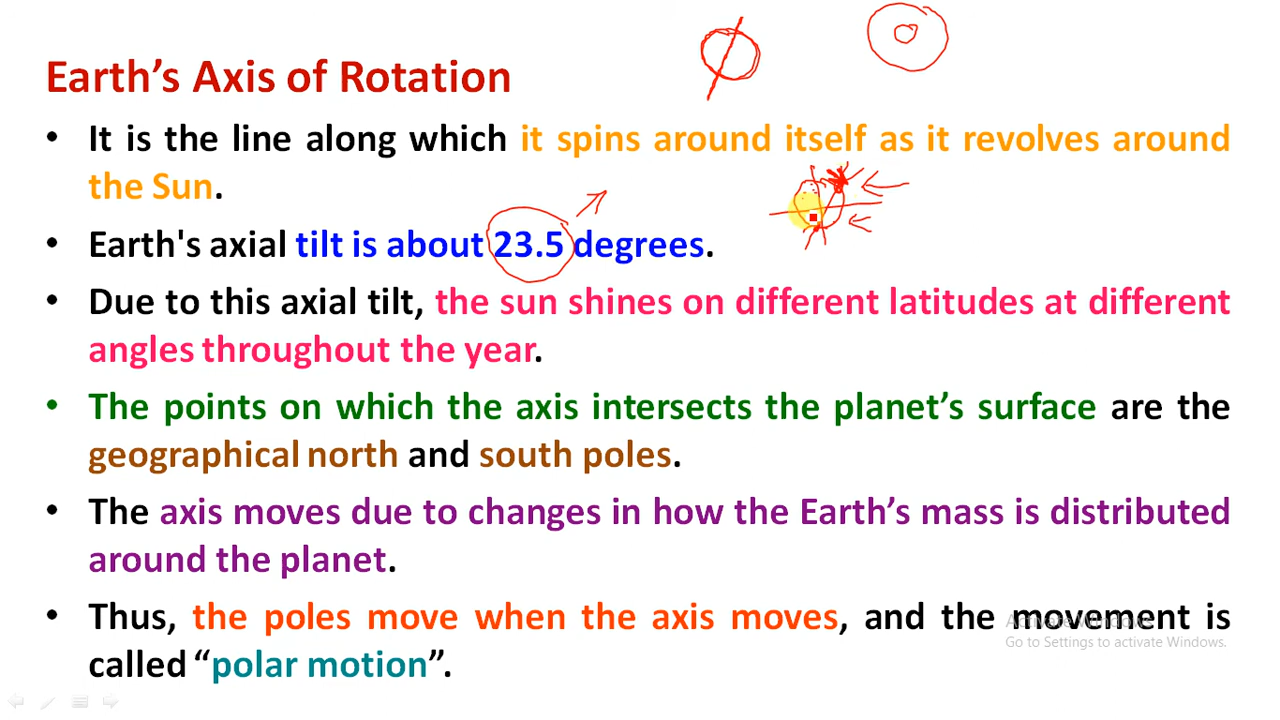 Earth’s Axis of Rotation
• It is the line along which it spins around itself as it revolves around
the Sun.
• Earth's axial tilt is about 23.5 degrees.
• Due to this axial tilt, the sun shines on different latitudes at different
angles throughout the year.
• The points on which the axis intersects the planet’s surface are the
geographical north and south poles.
• The axis moves due to changes in how the Earth’s mass is distributed
around the planet.
• Thus, the poles move when the axis moves, and the movement is
called “polar motion”.
Activate Windows
Go to Settings to activate Windows.